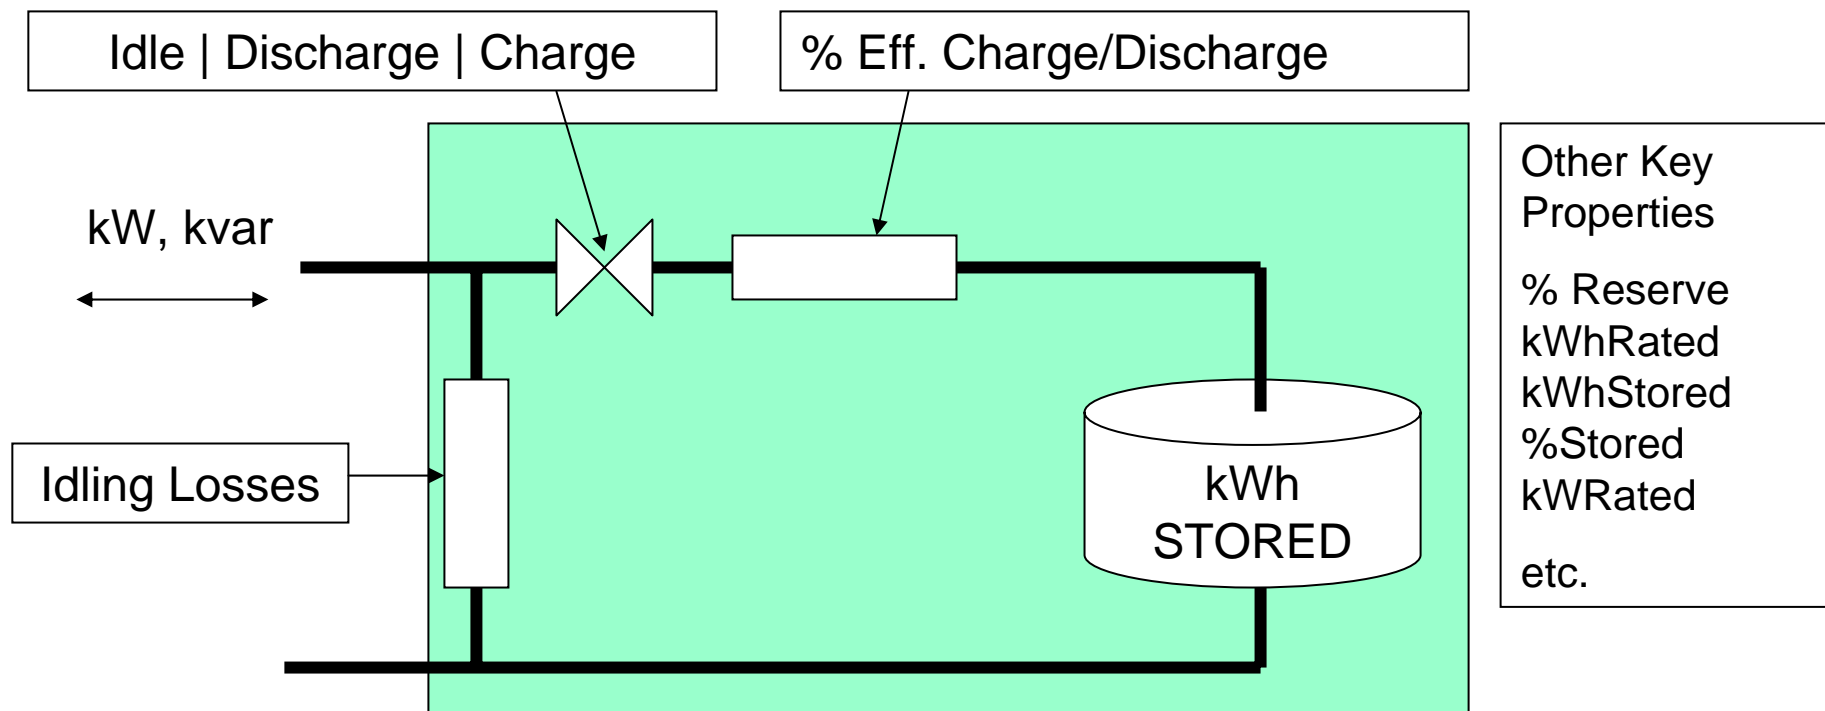 Idle | Discharge | Charge
% Eff. Charge/Discharge
kW, kvar
Idling Losses
kWh
STORED
Other Key
Properties
% Reserve
kWhRated
kWhStored
%Stored
kWRated
etc.